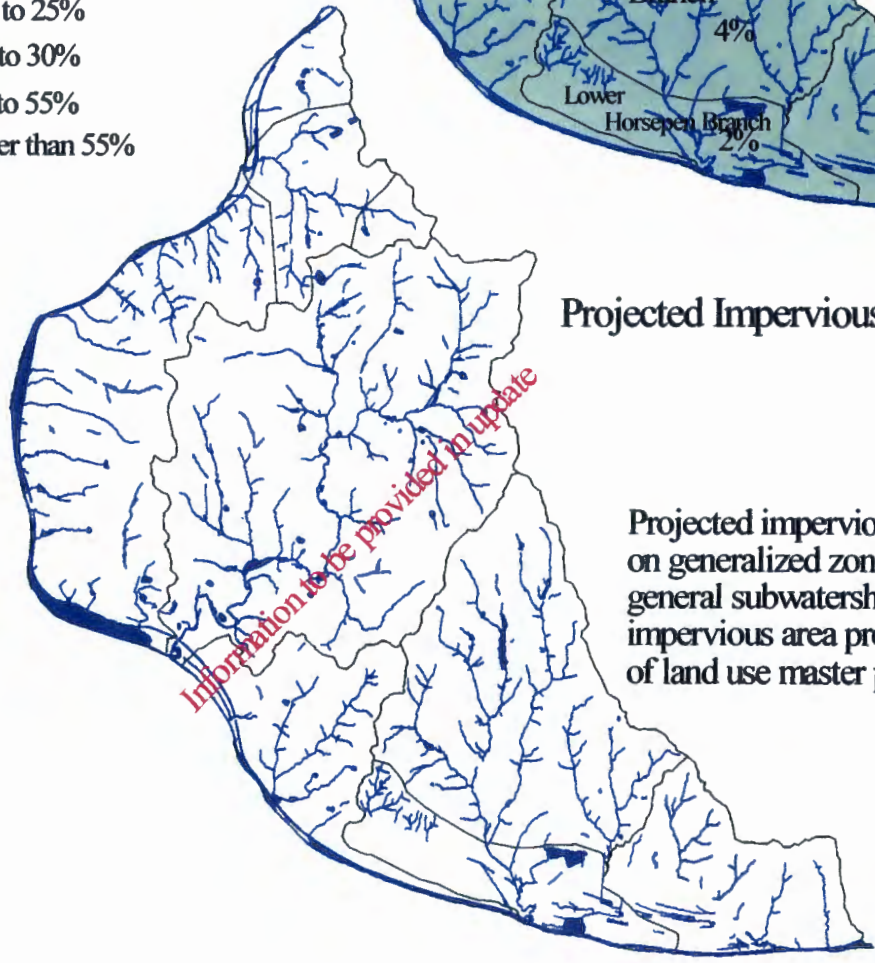 to 25%
to 30%
to 55%
er than 55%
4%
Lower
Horsepen Branch
2%
Projected Impervious
Information to be provided in update
Projected impervio
on generalized zon
general subwatersh
impervious area pr
of land use master